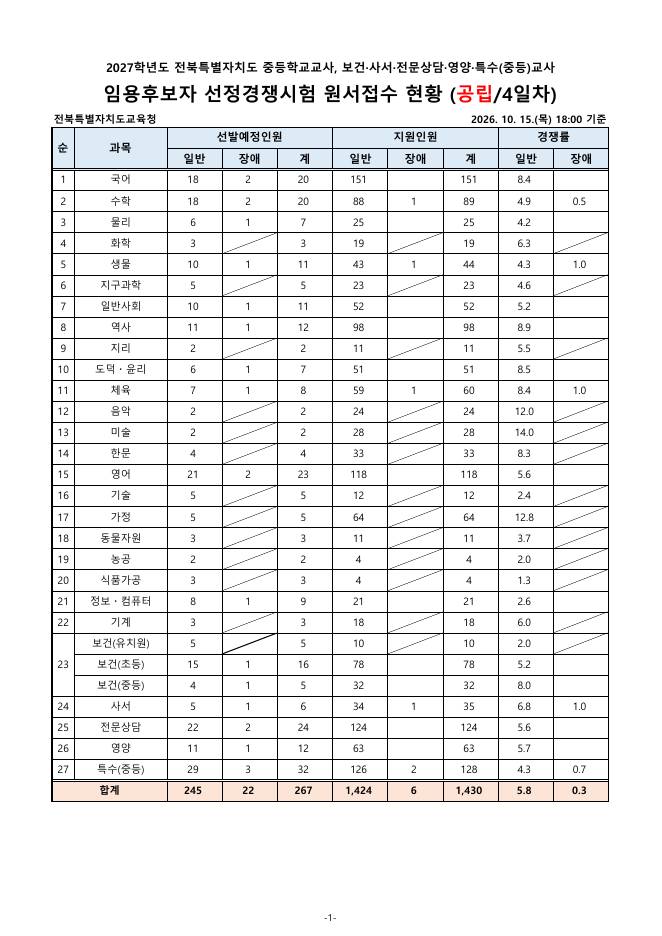 2027학년도 전북특별자치도 중등학교교사, 보건·사서·전문상담·영양·특수(중등)교사
임용후보자 선정경쟁시험 원서접수 현황 (공립/4일차)
전북특별자치도교육청 2026. 10. 15.(목) 18:00 기준
순 과목 선발예정인원 지원인원 경쟁률
일반 장애 계 일반 장애 계 일반 장애
1 국어 18 2 20 151 151 8.4
2 수학 18 2 20 88 1 89 4.9 0.5
3 물리 6 1 7 25 25 4.2
4 화학 3 3 19 19 6.3
5 생물 10 1 11 43 1 44 4.3 1.0
6 지구과학 5 5 23 23 4.6
7 일반사회 10 1 11 52 52 5.2
8 역사 11 1 12 98 98 8.9
9 지리 2 2 11 11 5.5
10 도덕·윤리 6 1 7 51 51 8.5
11 체육 7 1 8 59 1 60 8.4 1.0
12 음악 2 2 24 24 12.0
13 미술 2 2 28 28 14.0
14 한문 4 4 33 33 8.3
15 영어 21 2 23 118 118 5.6
16 기술 5 5 12 12 2.4
17 가정 5 5 64 64 12.8
18 동물자원 3 3 11 11 3.7
19 농공 2 2 4 4 2.0
20 식품가공 3 3 4 4 1.3
21 정보·컴퓨터 8 1 9 21 21 2.6
22 기계 3 3 18 18 6.0
23 보건(유치원) 5 5 10 10 2.0
보건(초등) 15 1 16 78 78 5.2
보건(중등) 4 1 5 32 32 8.0
24 사서 5 1 6 34 1 35 6.8 1.0
25 전문상담 22 2 24 124 124 5.6
26 영양 11 1 12 63 63 5.7
27 특수(중등) 29 3 32 126 2 128 4.3 0.7
합계 245 22 267 1,424 6 1,430 5.8 0.3
-1-